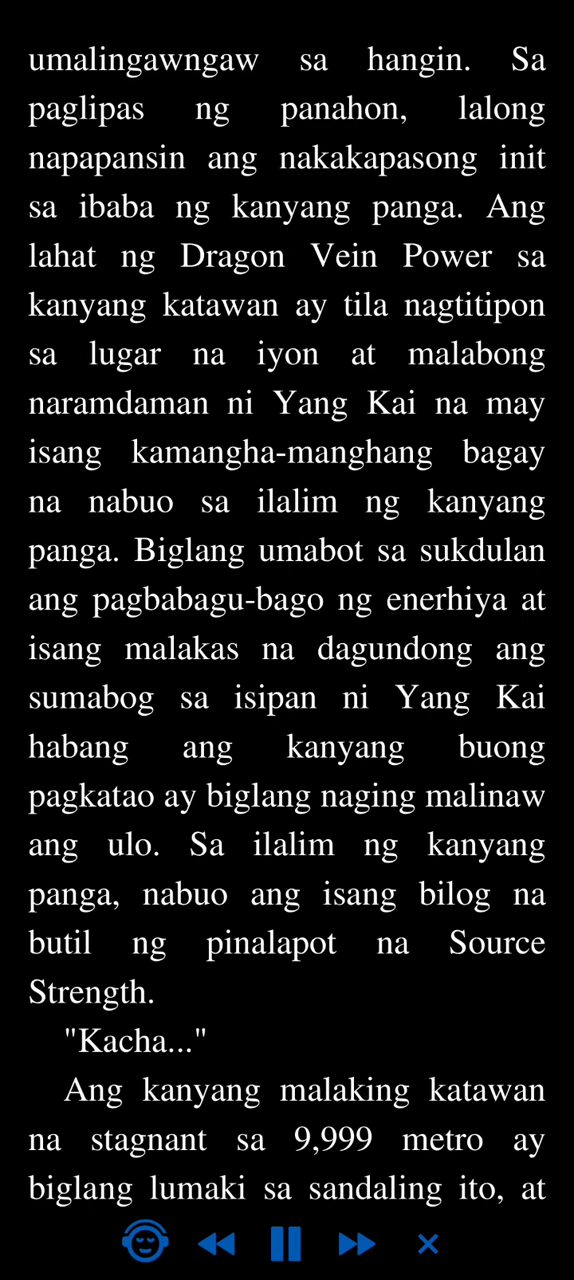 umalingawngaw sa hangin. Sa
paglipas ng panahon, lalong
napapansin ang nakakapasong init
sa ibaba ng kanyang panga. Ang
lahat ng Dragon Vein Power sa
kanyang katawan ay tila nagtitipon
sa lugar na iyon at malabong
naramdaman ni Yang Kai na may
isang kamangha-manghang bagay
na nabuo sa ilalim ng kanyang
panga. Biglang umabot sa sukdulan
ang pagbabagu-bago ng enerhiya at
isang malakas na dagundong ang
sumabog sa isipan ni Yang Kai
habang ang kanyang buong
pagkatao ay biglang naging malinaw
ang ulo. Sa ilalim ng kanyang
panga, nabuo ang isang bilog na
butil ng pinalapot na Source
Strength.
"Kacha..."
Ang kanyang malaking katawan
na stagnant sa 9,999 metro ay
biglang lumaki sa sandaling ito, at